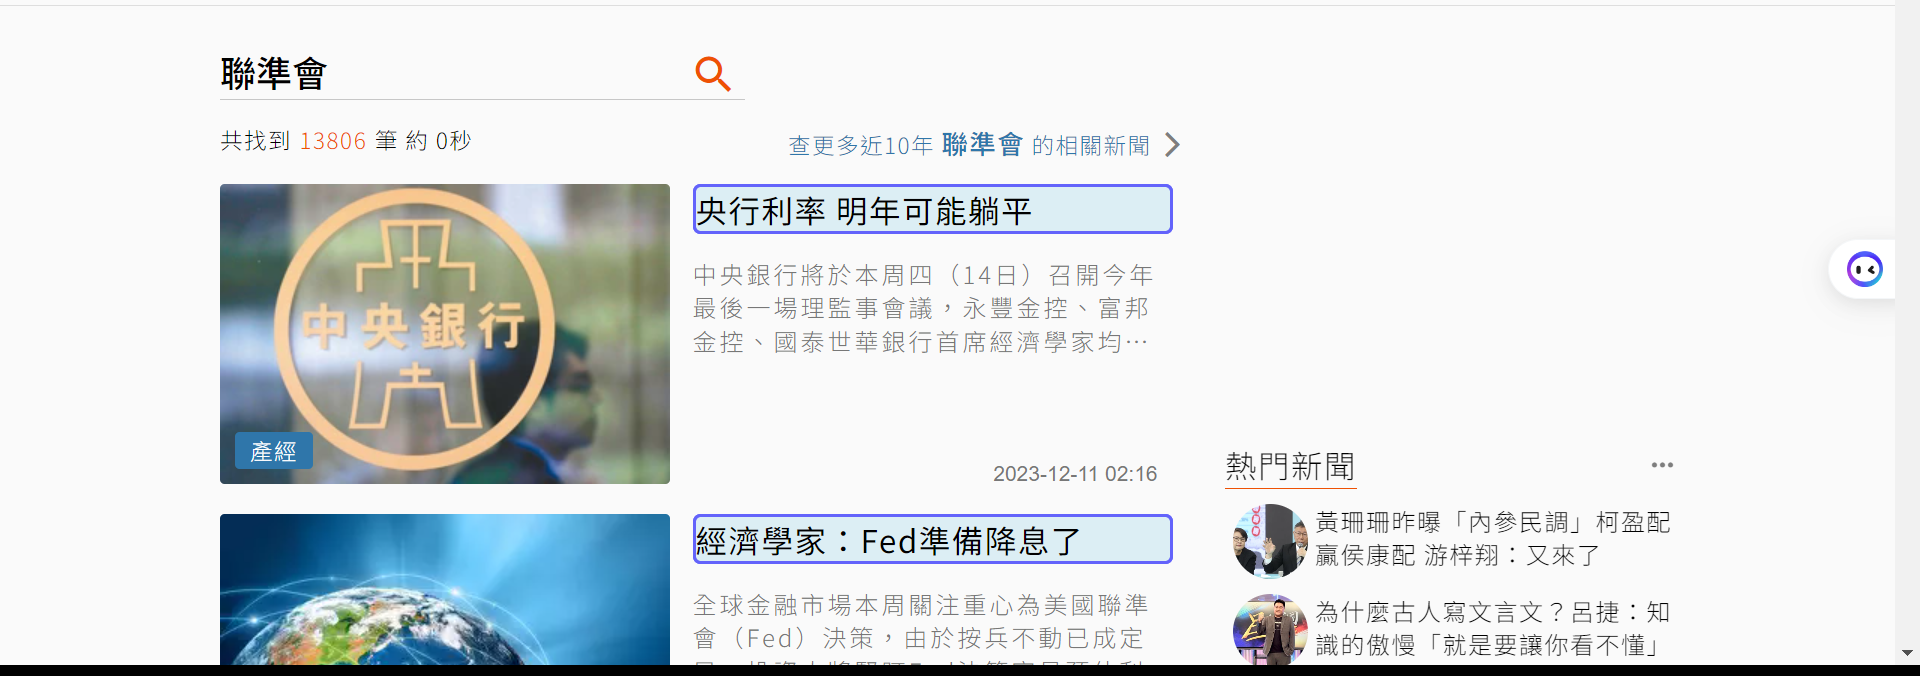 聯準會
共找到 13806 筆 約 0秒
查更多近10年 聯準會 的相關新聞
中央銀行
產經
央行利率 明年可能躺平
中央銀行將於本周四（14日）召開今年
最後一場理監事會議，永豐金控、富邦
金控、國泰世華銀行首席經濟學家均…
2023-12-11 02:16
經濟學家：Fed準備降息了
全球金融市場本周關注重心為美國聯準
會（Fed）決策，由於按兵不動已成定
熱門新聞
黃珊珊昨曝「內參民調」柯盈配
贏侯康配 游梓翔：又來了
為什麼古人寫文言文？呂捷：知
識的傲慢「就是要讓你看不懂」